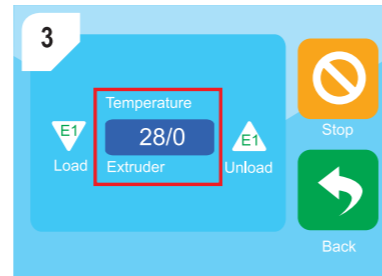 3
Temperature
E1
28/0
E1
Stop
Load
Extruder
Unload
Back